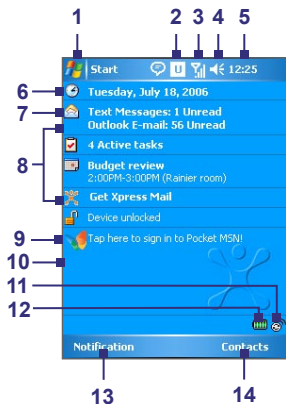 1 2 3 4 5
Start U 12:25
6 Tuesday, July 18, 2006
7 Text Messages: 1 Unread
Outlook E-mail: 56 Unread
8 4 Active tasks
Budget review
2:00PM-3:00PM (Rainier room)
Get Xpress Mail
Device unlocked
9 Tap here to sign in to Pocket MSN!
10
11
12
Notification Contacts
13 14